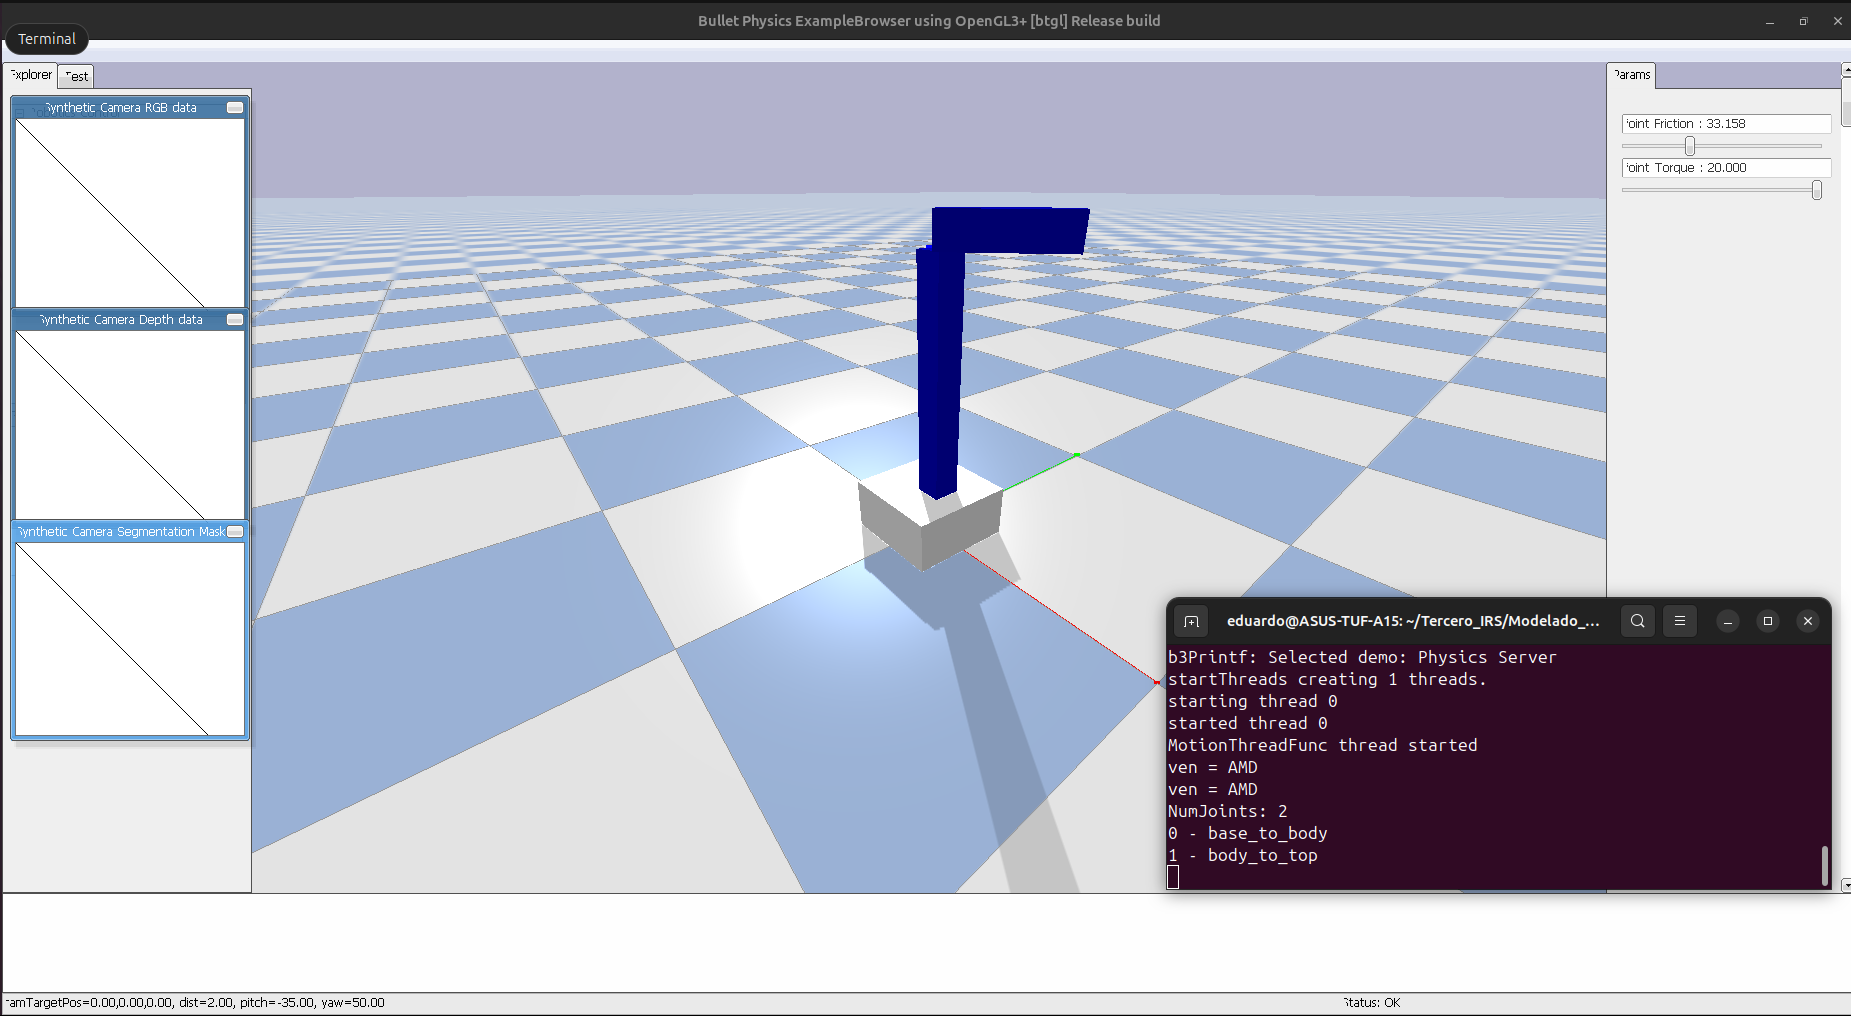 Bullet Physics ExampleBrowser using OpenGL3+ [btgl] Release build
Terminal
Explorer
Test
Params
Synthetic Camera RGB data
Joint Friction : 33.158
Joint Torque : 20.000
Synthetic Camera Depth data
Synthetic Camera Segmentation Mask
eduardo@ASUS-TUF-A15: ~/Tercero_IRS/Modelado_...
b3Printf: Selected demo: Physics Server
startThreads creating 1 threads.
starting thread 0
started thread 0
MotionThreadFunc thread started
ven = AMD
ven = AMD
NumJoints: 2
0 - base_to_body
1 - body_to_top
amTargetPos=0.00,0.00,0.00, dist=2.00, pitch=-35.00, yaw=50.00
Status: OK